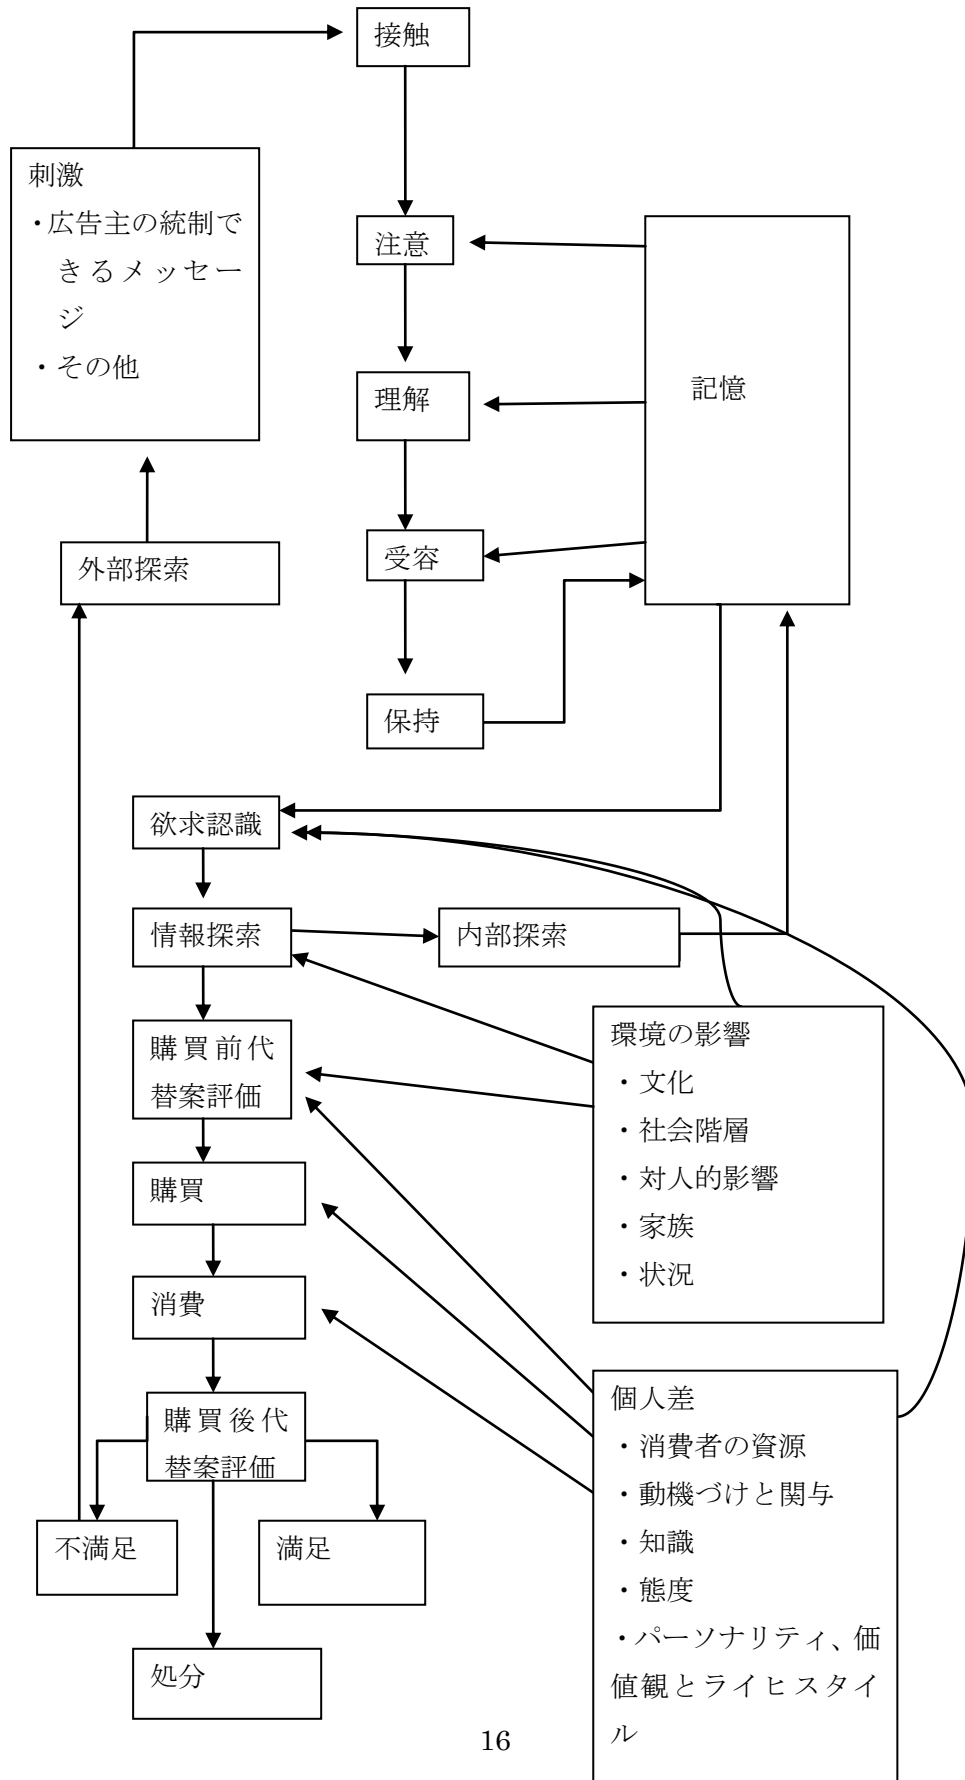 接触
刺激
・広告主の統制で
きるメッセー
ジ
・その他
注意
記憶
理解
受容
外部探索
保持
欲求認識
情報探索
内部探索
購買前代
替案評価
環境の影響
・文化
・社会階層
・対人的影響
・家族
・状況
購買
消費
購買後代
替案評価
個人差
・消費者の資源
・動機づけと関与
・知識
・態度
・パーソナリティ、価
値観とライヒスタイ
ル
不満足
満足
処分
16